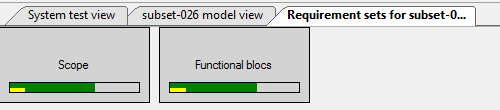 System test view
subset-026 model view
Requirement sets for subset-0...
Scope
Functional blocs